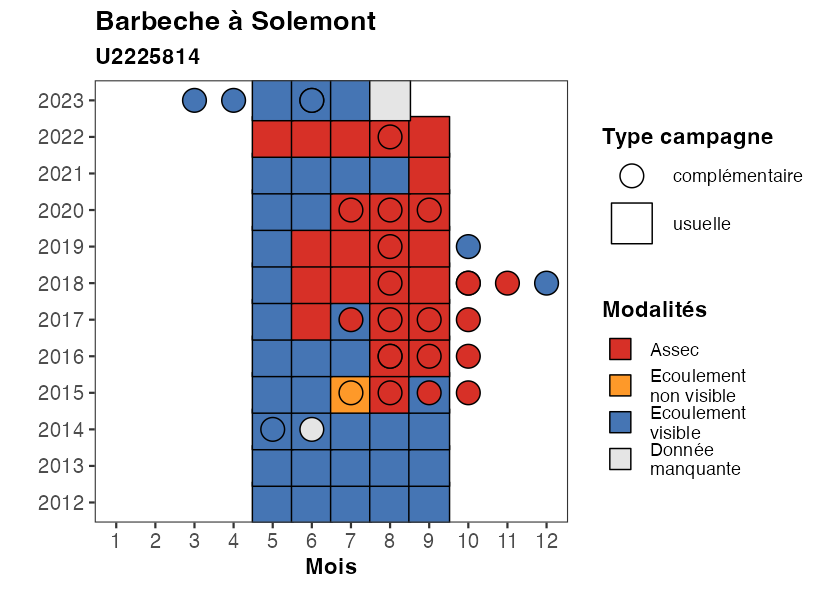 Barbeche à Solemont
U2225814
2023
2022
2021
2020
2019
2018
2017
2016
2015
2014
2013
2012
1 2 3 4 5 6 7 8 9 10 11 12
Mois
Type campagne
complémentaire
usuelle
Modalités
Assec
Ecoulement
non visible
Ecoulement
visible
Donnée
manquante